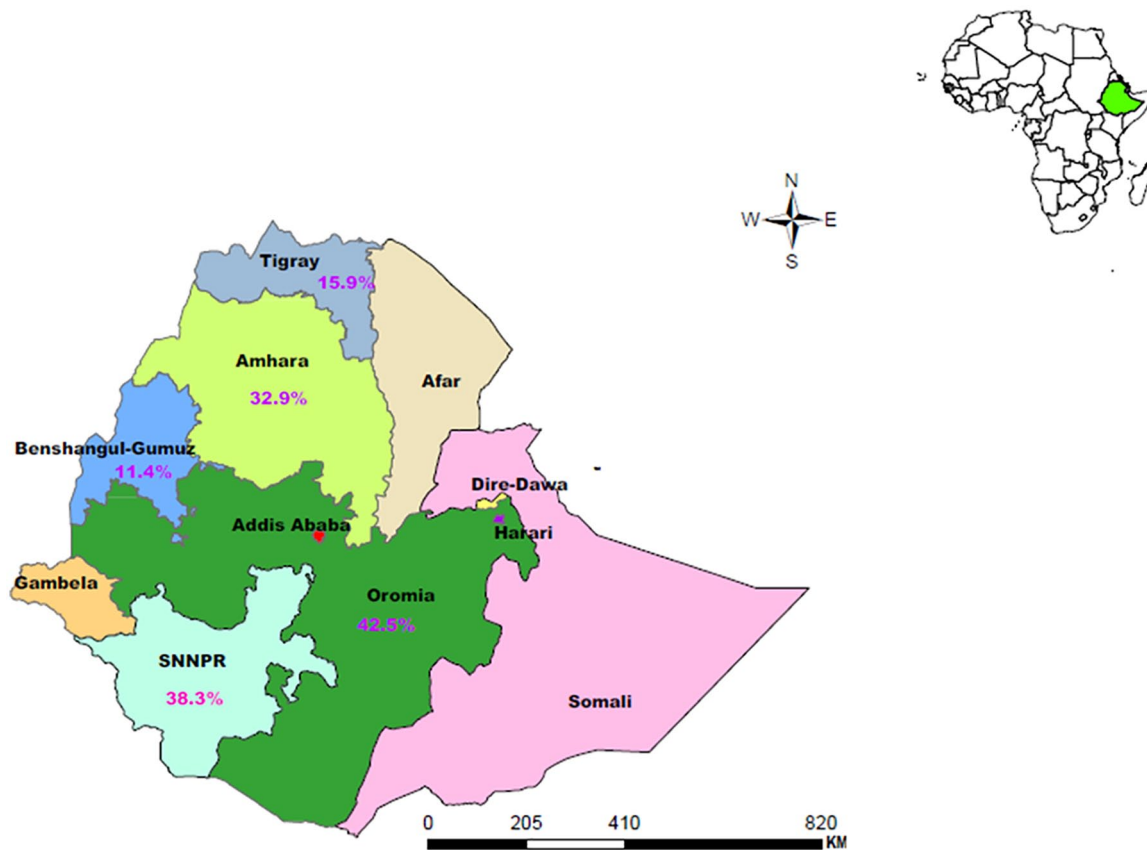 N
W E
S
Tigray
15.9%
Amhara
32.9%
Afar
Benshangul-Gumuz
11.4%
Dire-Dawa
Addis Ababa
Harari
Gambela
Oromia
42.5%
SNNPR
38.3%
Somali
0 205 410 820
KM